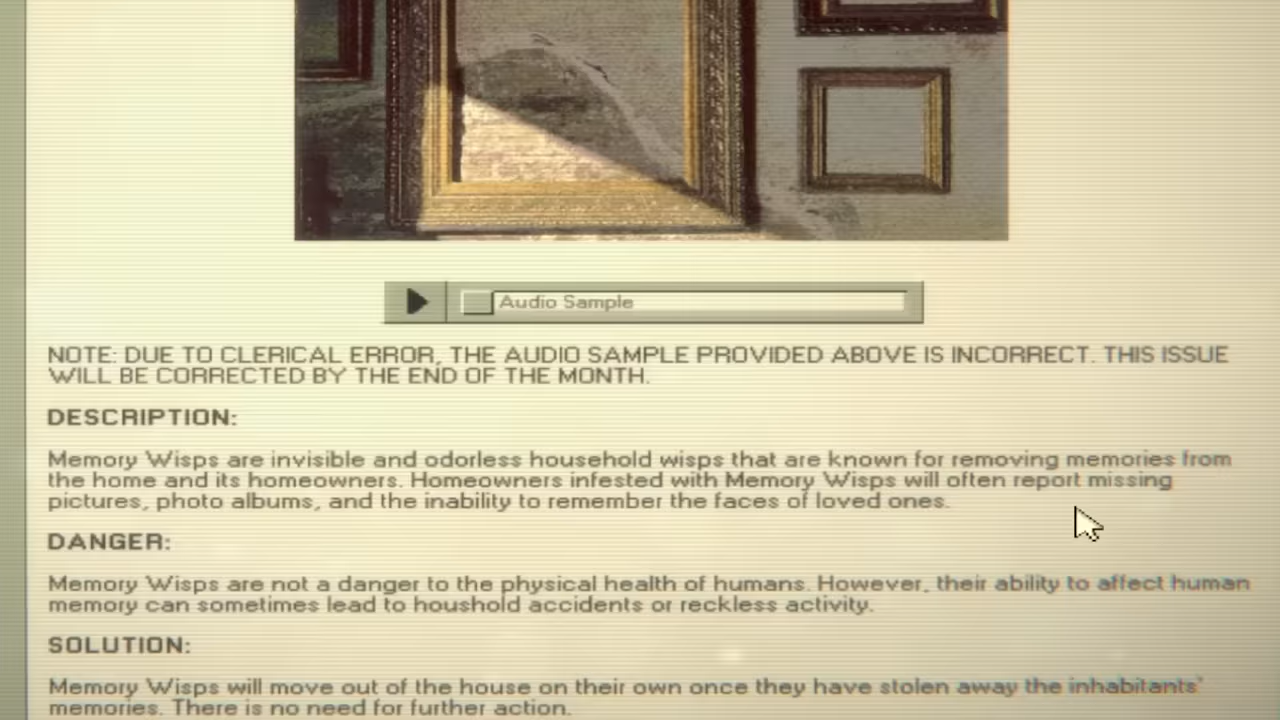 Audio Sample
NOTE: DUE TO CLERICAL ERROR, THE AUDIO SAMPLE PROVIDED ABOVE IS INCORRECT. THIS ISSUE
WILL BE CORRECTED BY THE END OF THE MONTH.
DESCRIPTION:
Memory Wisps are invisible and odorless household wisps that are known for removing memories from
the home and its homeowners. Homeowners infested with Memory Wisps will often report missing
pictures, photo albums, and the inability to remember the faces of loved ones.
DANGER:
Memory Wisps are not a danger to the physical health of humans. However, their ability to affect human
memory can sometimes lead to houshold accidents or reckless activity.
SOLUTION:
Memory Wisps will move out of the house on their own once they have stolen away the inhabitants'
memories. There is no need for further action.